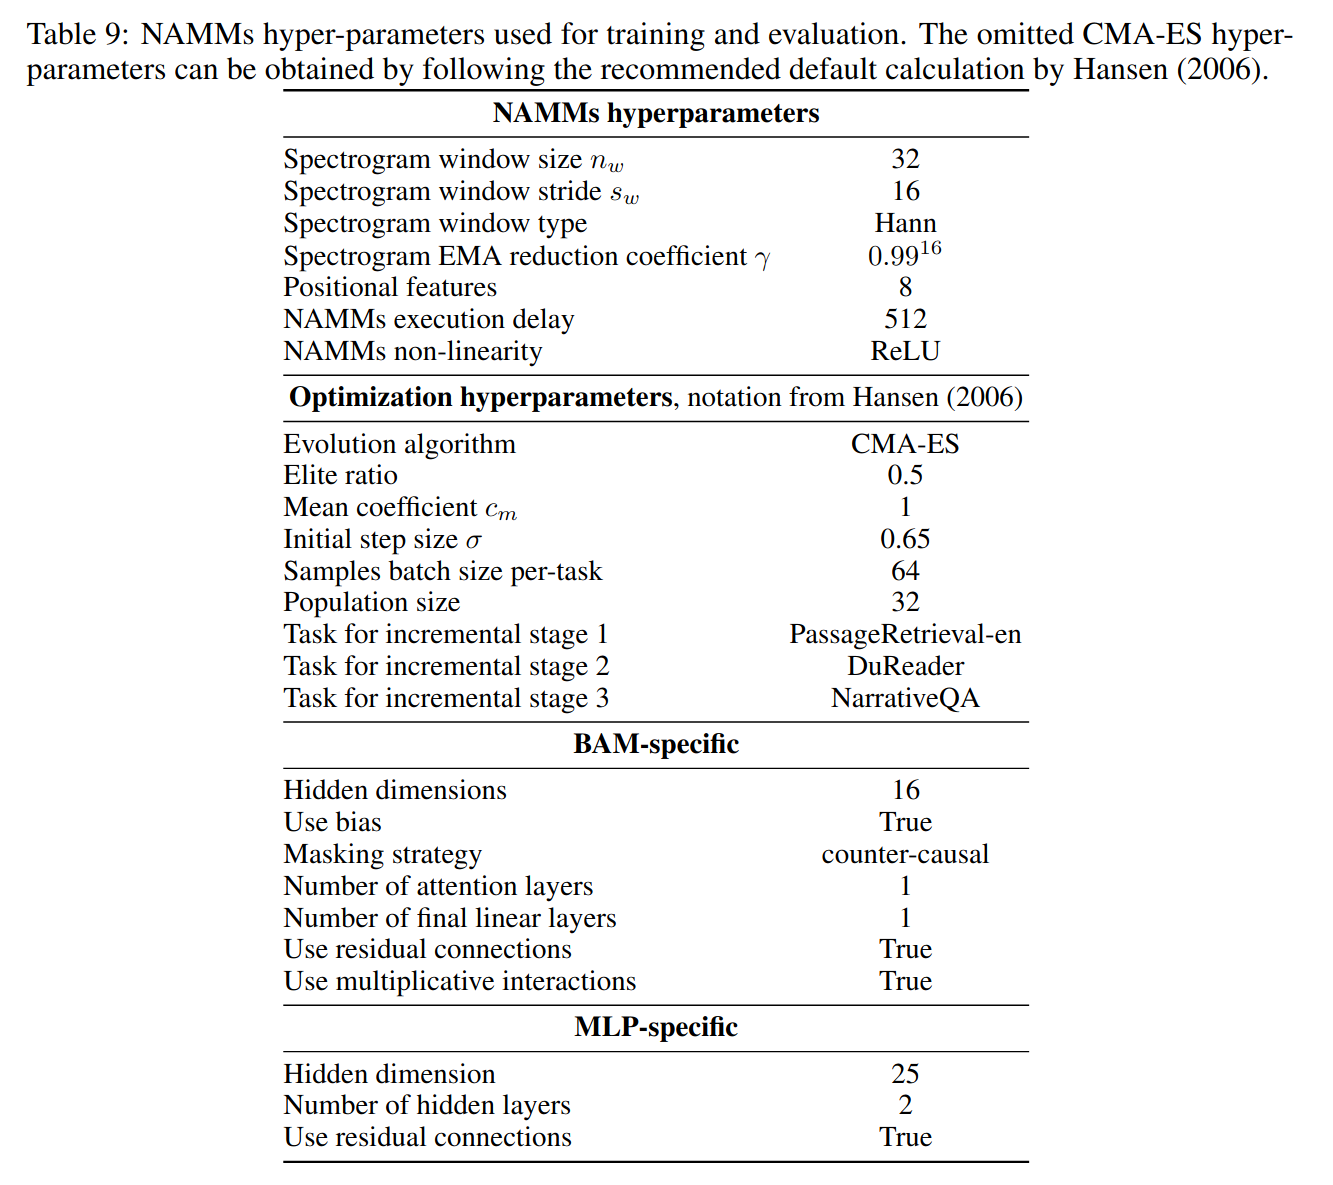 Table 9: NAMMs hyper-parameters used for training and evaluation. The omitted CMA-ES hyper-
parameters can be obtained by following the recommended default calculation by Hansen (2006).
NAMMs hyperparameters
Spectrogram window size n_w 32
Spectrogram window stride s_w 16
Spectrogram window type Hann
Spectrogram EMA reduction coefficient γ 0.99^16
Positional features 8
NAMMs execution delay 512
NAMMs non-linearity ReLU
Optimization hyperparameters, notation from Hansen (2006)
Evolution algorithm CMA-ES
Elite ratio 0.5
Mean coefficient c_m 1
Initial step size σ 0.65
Samples batch size per-task 64
Population size 32
Task for incremental stage 1 PassageRetrieval-en
Task for incremental stage 2 DuReader
Task for incremental stage 3 NarrativeQA
BAM-specific
Hidden dimensions 16
Use bias True
Masking strategy counter-causal
Number of attention layers 1
Number of final linear layers 1
Use residual connections True
Use multiplicative interactions True
MLP-specific
Hidden dimension 25
Number of hidden layers 2
Use residual connections True